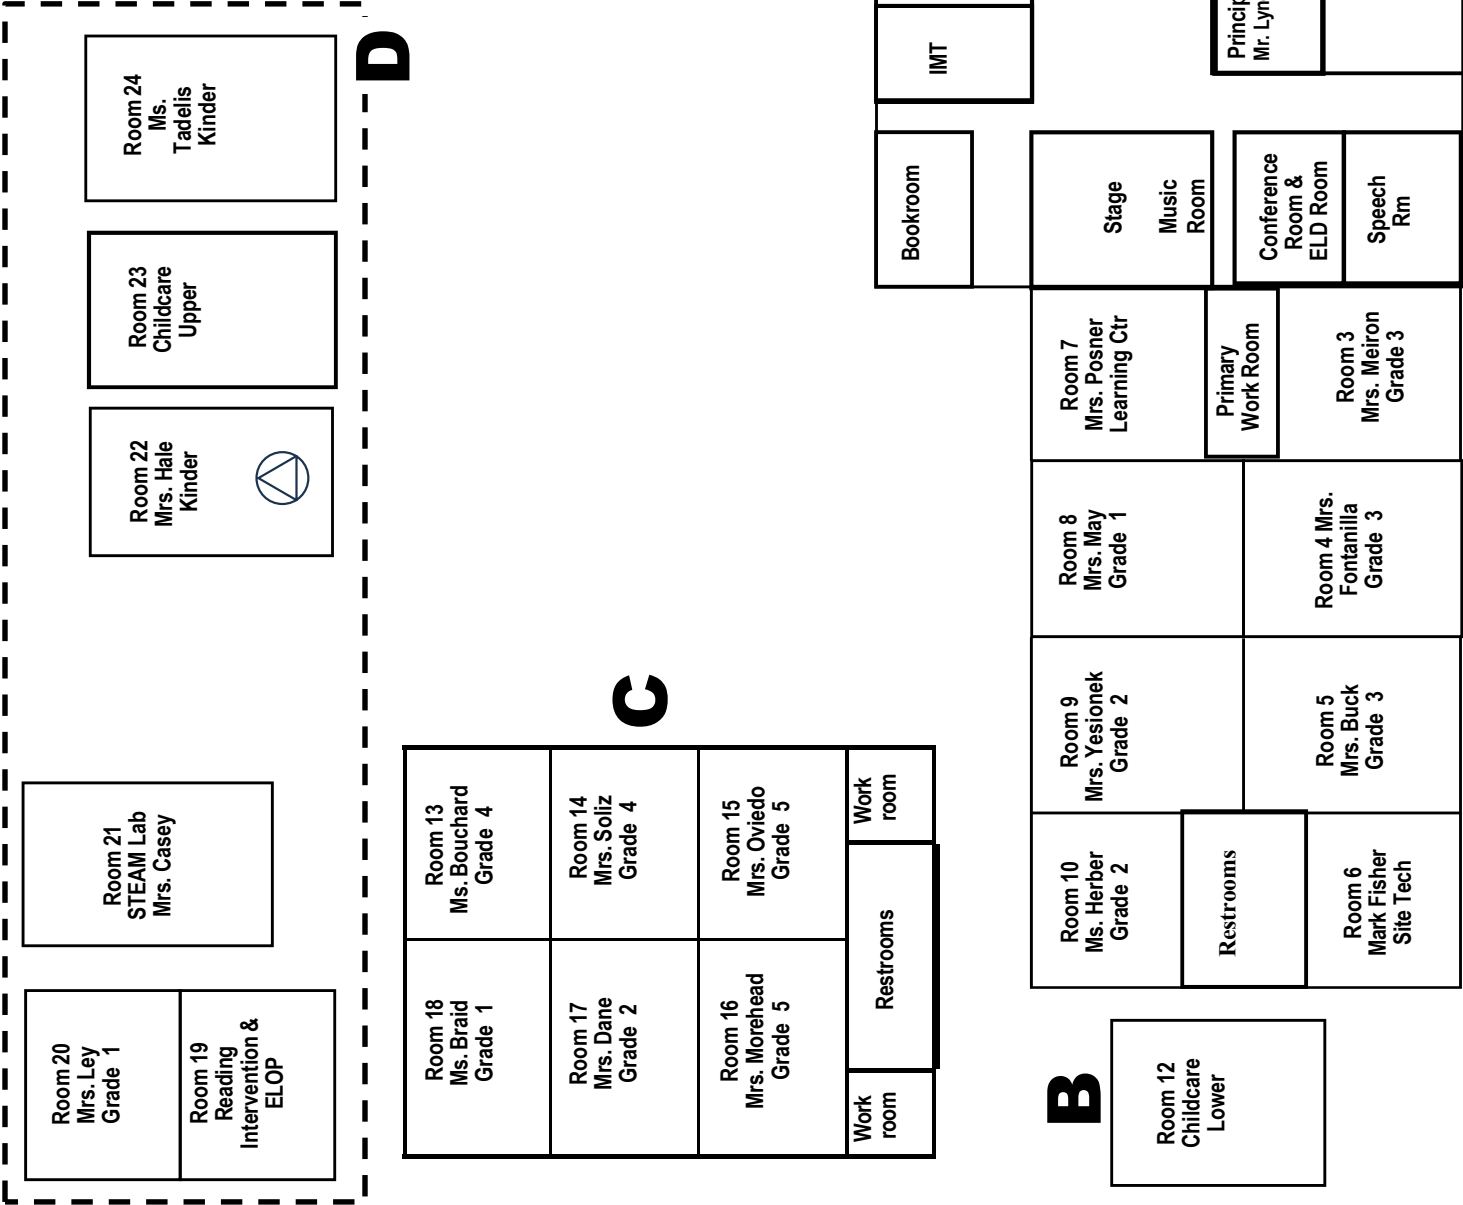 D
Room 24
Ms.
Tadelis
Kinder
Room 23
Childcare
Upper
Room 22
Mrs. Hale
Kinder
Room 21
STEAM Lab
Mrs. Casey
Room 20
Mrs. Ley
Grade 1
Room 19
Reading
Intervention &
ELOP
C
Room 13
Ms. Bouchard
Grade 4
Room 14
Mrs. Soliz
Grade 4
Room 15
Mrs. Oviedo
Grade 5
Work
room
Room 18
Ms. Braid
Grade 1
Room 17
Mrs. Dane
Grade 2
Room 16
Mrs. Morehead
Grade 5
Restrooms
Work
room
IMT
Princip
Mr. Lyn
Bookroom
Stage
Music
Room
Conference
Room &
ELD Room
Speech
Rm
Room 7
Mrs. Posner
Learning Ctr
Primary
Work Room
Room 3
Mrs. Meiron
Grade 3
Room 8
Mrs. May
Grade 1
Room 4 Mrs.
Fontanilla
Grade 3
Room 9
Mrs. Yesionek
Grade 2
Room 5
Mrs. Buck
Grade 3
Room 10
Ms. Herber
Grade 2
Restrooms
Room 6
Mark Fisher
Site Tech
B
Room 12
Childcare
Lower